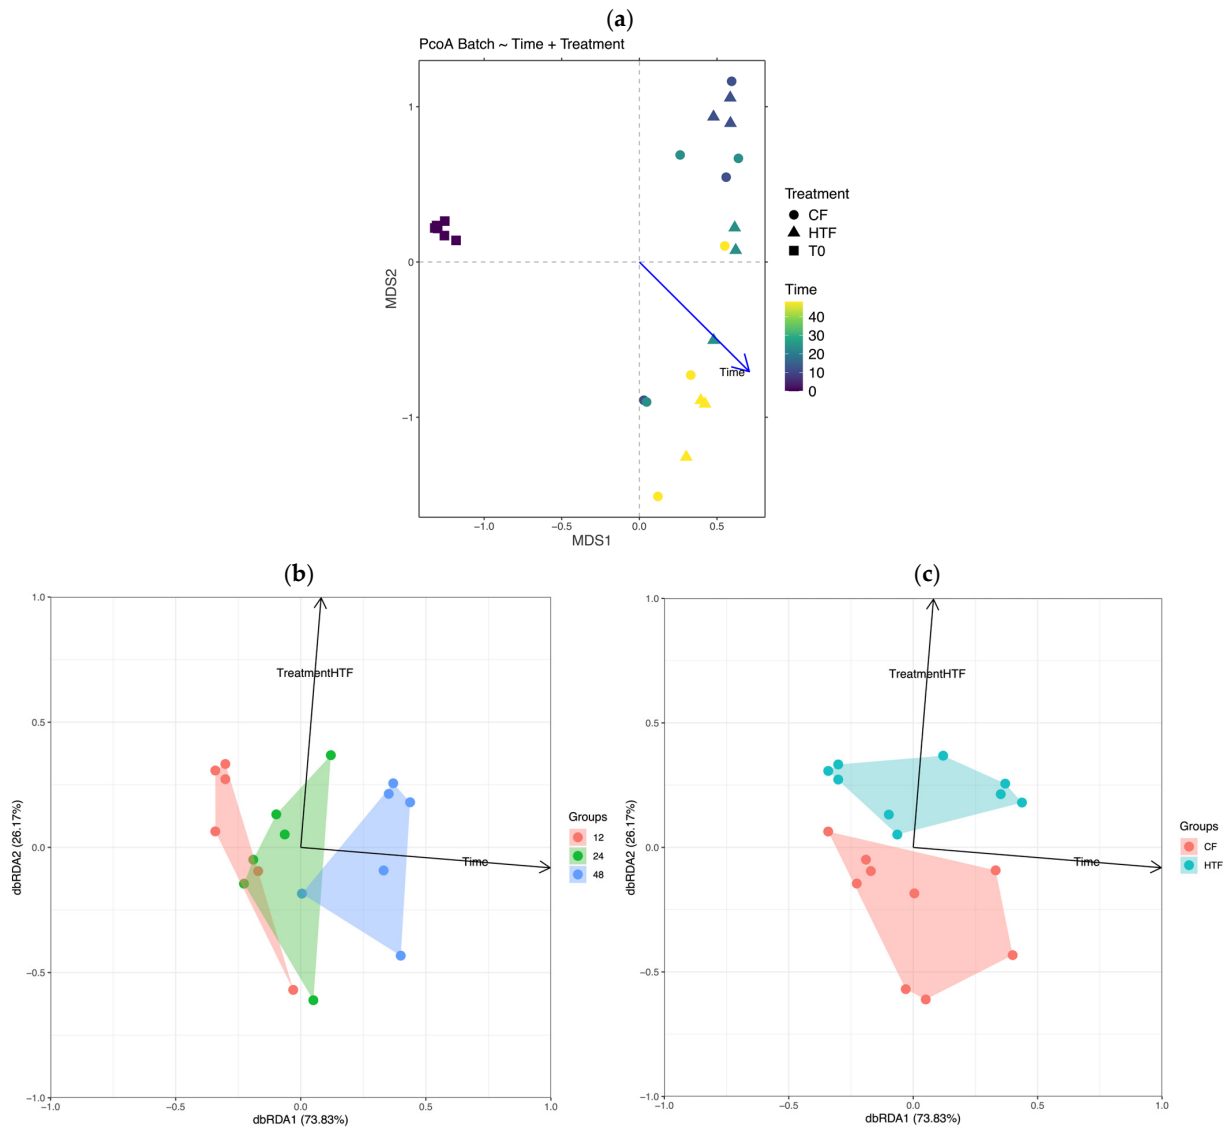 (a)
PcoA Batch ~ Time + Treatment
1
0
−1
MDS2
−1.0
−0.5
0.0
0.5
MDS1
Time
Treatment
CF
HTF
T0
Time
40
30
20
10
0
(b)
1.0
0.5
0.0
−0.5
−1.0
dbRDA2 (26.17%)
TreatmentHTF
Time
−1.0
−0.5
0.0
0.5
1.0
dbRDA1 (73.83%)
Groups
12
24
48
(c)
1.0
0.5
0.0
−0.5
−1.0
dbRDA2 (26.17%)
TreatmentHTF
Time
−1.0
−0.5
0.0
0.5
1.0
dbRDA1 (73.83%)
Groups
CF
HTF